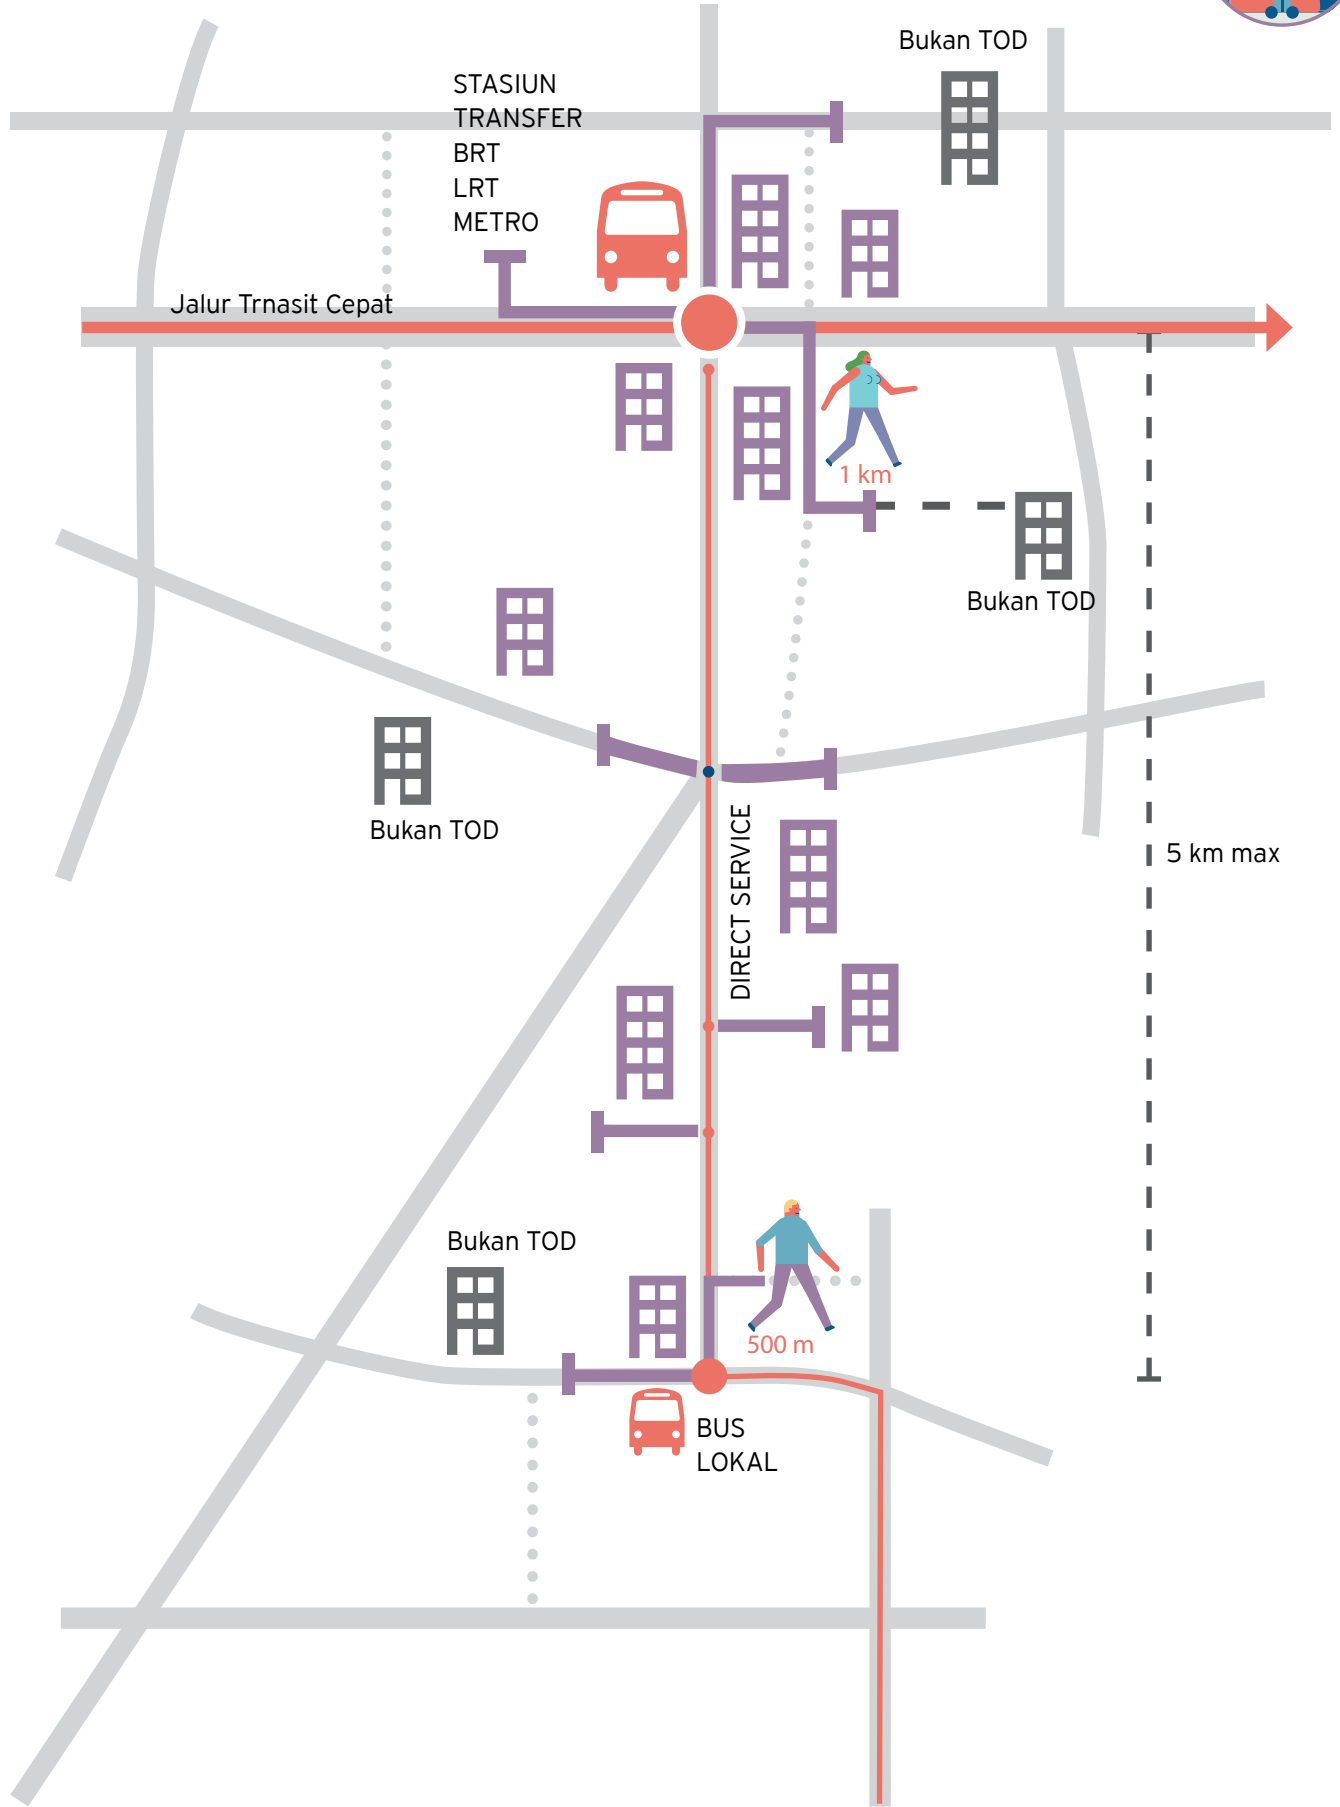 Bukan TOD
STASIUN
TRANSFER
BRT
LRT
METRO
Jalur Trnasit Cepat
1 km
Bukan TOD
Bukan TOD
DIRECT SERVICE
5 km max
Bukan TOD
500 m
BUS
LOKAL